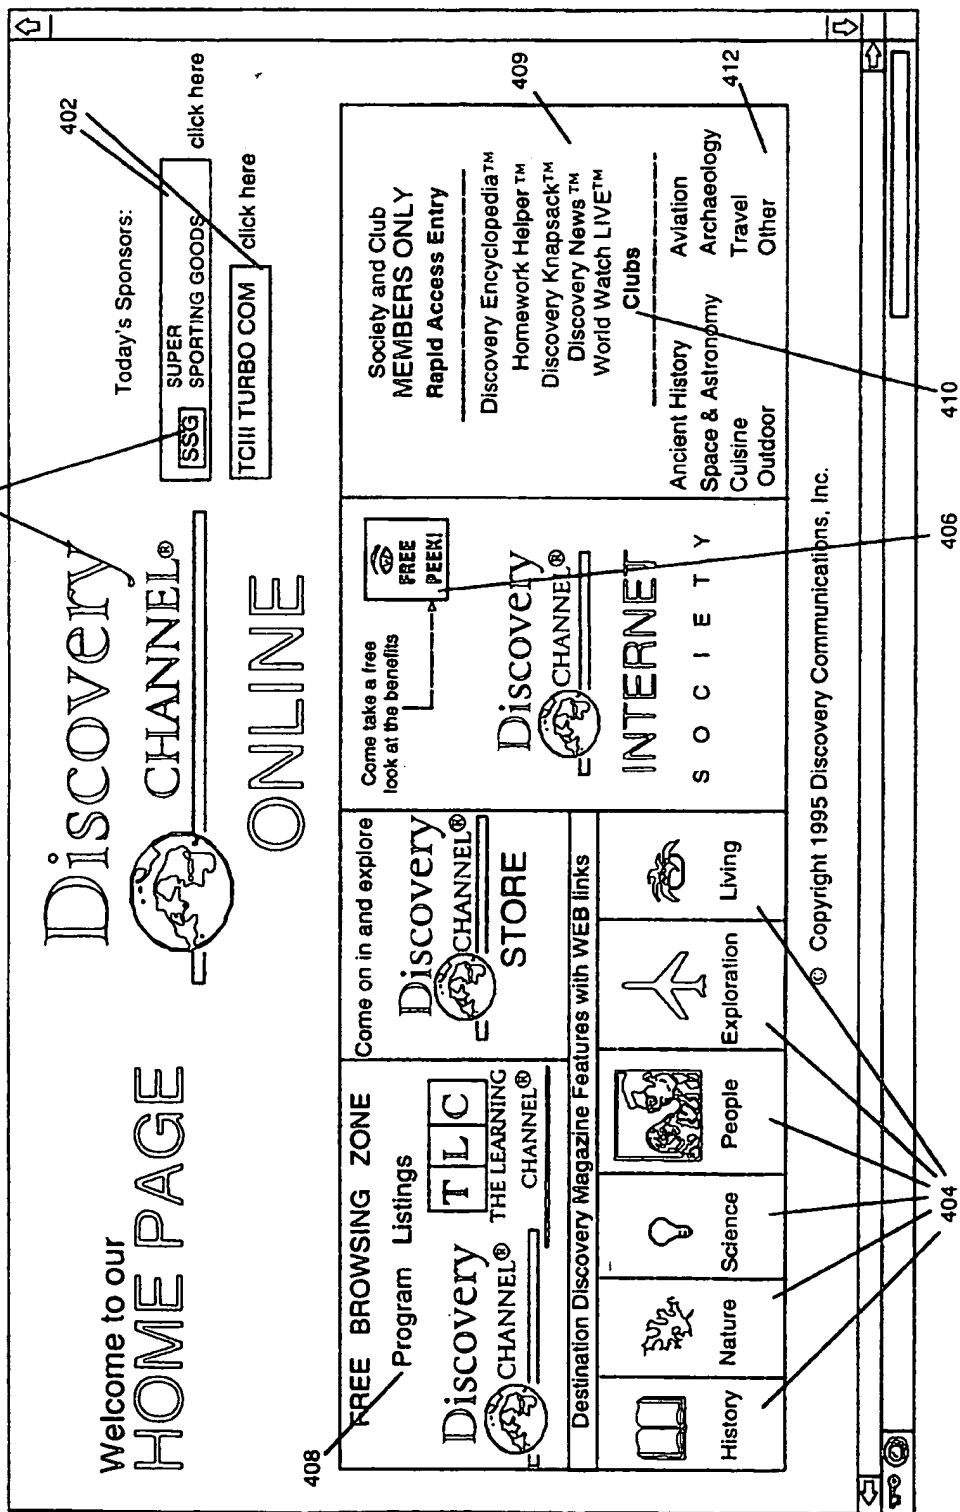 Welcome to our
HOME PAGE
Discovery
CHANNEL®
ONLINE
Today's Sponsors:
402
SSG
SUPER
SPORTING GOODS
click here
TCIII TURBO COM
click here
408
FREE BROWSING ZONE
Program Listings
Discovery
CHANNEL®
T L C
THE LEARNING
CHANNEL®
Come on in and explore
Discovery
CHANNEL®
STORE
Destination Discovery Magazine Features with WEB links
History
Nature
Science
People
Exploration
Living
404
Come take a free
look at the benefits
FREE
PEEK!
Discovery
CHANNEL®
INTERNET
SOCIETY
406
Society and Club
MEMBERS ONLY
Rapid Access Entry
Discovery Encyclopedia™
Homework Helper™
Discovery Knapsack™
Discovery News™
World Watch LIVE™
409
Clubs
410
Ancient History
Space & Astronomy
Cuisine
Outdoor
Aviation
Archaeology
Travel
Other
412
© Copyright 1995 Discovery Communications, Inc.